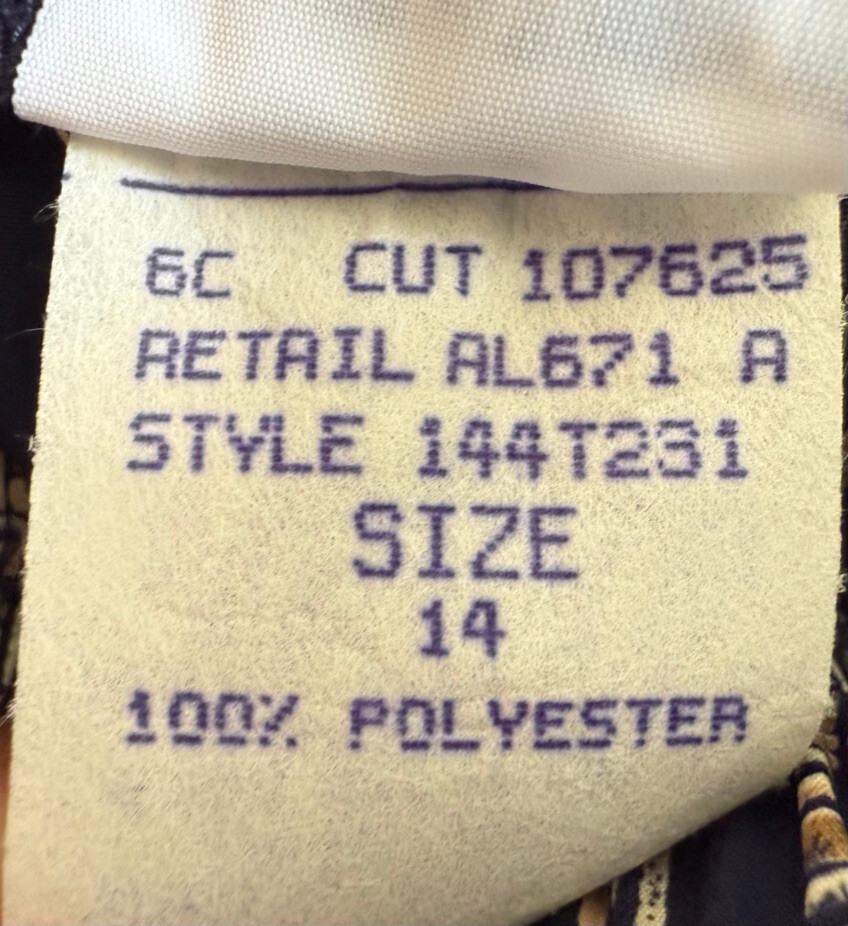 6C CUT 107625
RETAIL AL671 A
STYLE 144T231
SIZE
14
100% POLYESTER